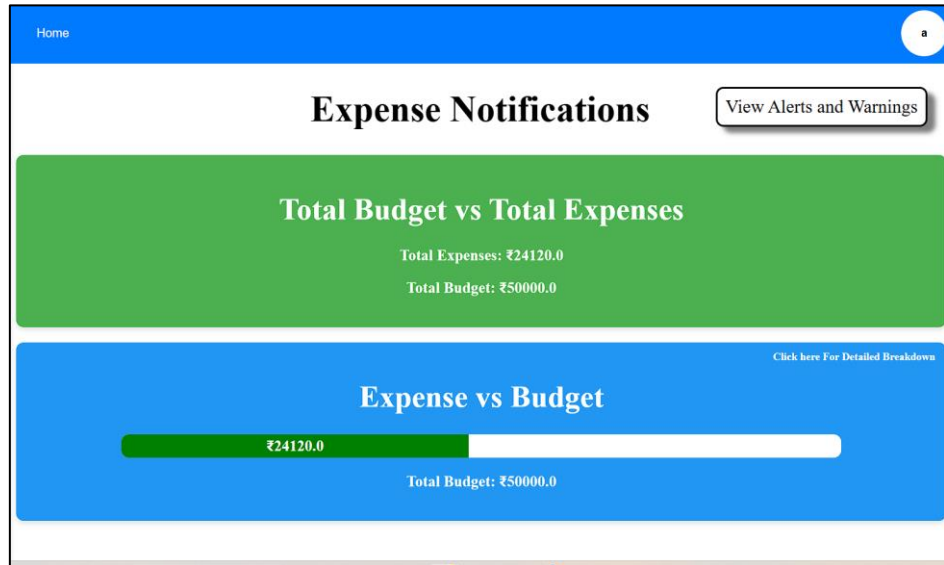 Home
a
Expense Notifications
View Alerts and Warnings
Total Budget vs Total Expenses
Total Expenses: ₹24120.0
Total Budget: ₹50000.0
Click here For Detailed Breakdown
Expense vs Budget
₹24120.0
Total Budget: ₹50000.0